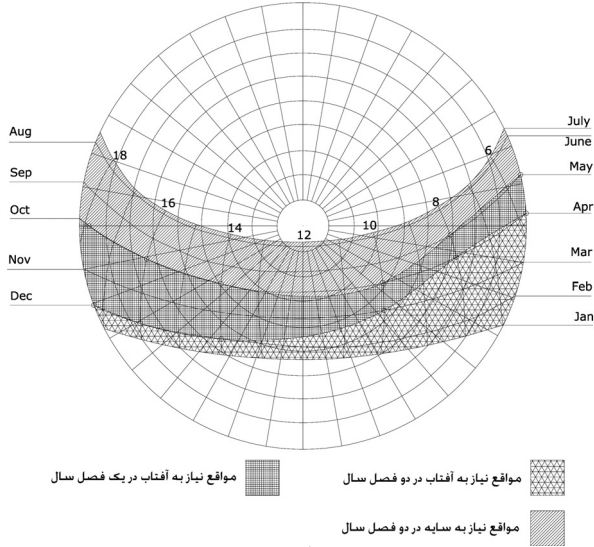 July
Aug
June
6
18
May
Sep
16
8
Apr
Oct
14
10
12
Nov
Mar
Feb
Dec
Jan
مواقع نیاز به آفتاب در دو فصل سال
مواقع نیاز به آفتاب در یک فصل سال
مواقع نیاز به سایه در دو فصل سال